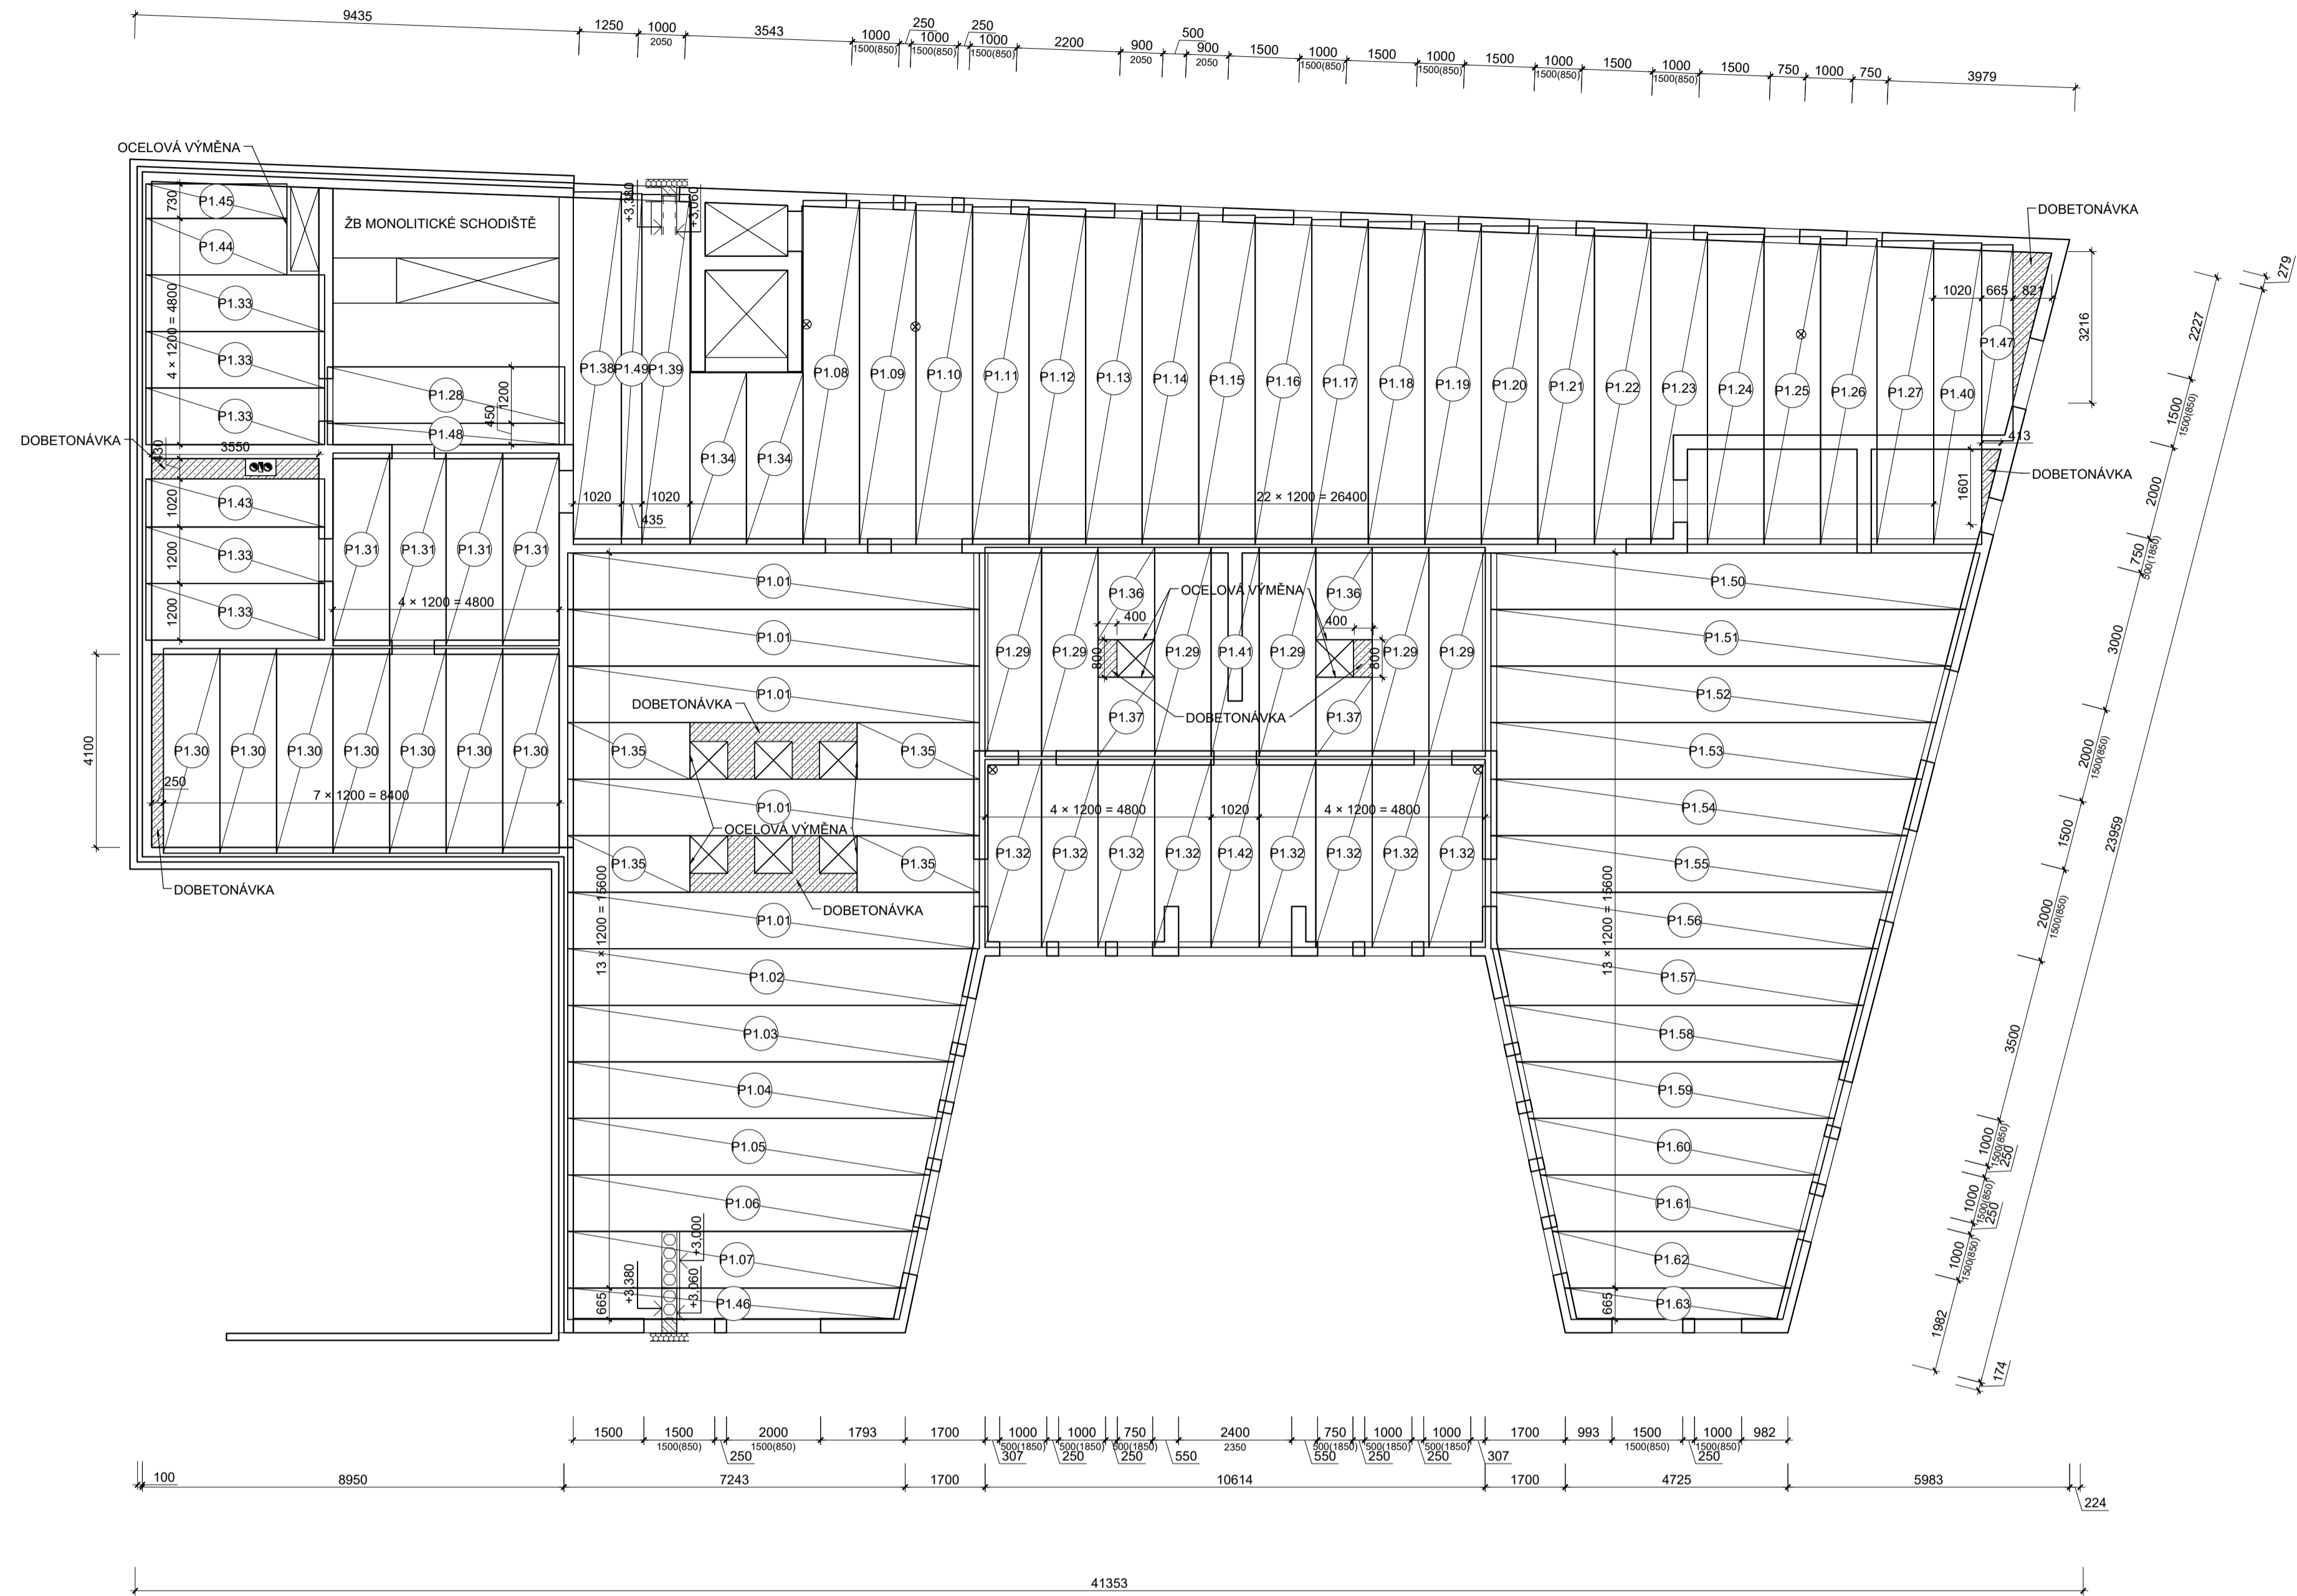 9435
1250
1000
2050
3543
1000
1500(850)
250
1000
1500(850)
250
1000
1500(850)
2200
900
2050
500
900
2050
1500
1000
1500(850)
1500
1000
1500(850)
1500
1000
1500(850)
1500
1000
1500(850)
1500
750
1000
750
3979
OCELOVÁ VÝMĚNA
ŽB MONOLITICKÉ SCHODIŠTĚ
+3,380
+3,060
DOBETONÁVKA
730
P1.45
P1.44
P1.33
P1.33
P1.33
4 × 1200 = 4800
P1.28
1200
450
P1.48
DOBETONÁVKA
430
3550
P1.43
1020
P1.33
1200
P1.33
1200
P1.38
P1.49
P1.39
P1.34
P1.34
P1.08
P1.09
P1.10
P1.11
P1.12
P1.13
P1.14
P1.15
P1.16
P1.17
P1.18
P1.19
P1.20
P1.21
P1.22
P1.23
P1.24
P1.25
P1.26
P1.27
P1.40
P1.47
1020
665
821
3216
413
1601
DOBETONÁVKA
1020
435
1020
22 × 1200 = 26400
P1.31
P1.31
P1.31
P1.31
4 × 1200 = 4800
P1.30
P1.30
P1.30
P1.30
P1.30
P1.30
P1.30
4100
250
7 × 1200 = 8400
DOBETONÁVKA
P1.01
P1.01
P1.01
DOBETONÁVKA
P1.35
P1.35
P1.01
OCELOVÁ VÝMĚNA
P1.35
P1.35
DOBETONÁVKA
P1.01
P1.02
P1.03
P1.04
P1.05
P1.06
P1.07
P1.46
13 × 1200 = 15600
665
+3,380
+3,000
+3,060
P1.36
OCELOVÁ VÝMĚNA
P1.36
400
400
P1.29
P1.29
800
P1.29
P1.41
P1.29
800
P1.29
P1.29
P1.37
DOBETONÁVKA
P1.37
4 × 1200 = 4800
1020
4 × 1200 = 4800
P1.32
P1.32
P1.32
P1.32
P1.42
P1.32
P1.32
P1.32
P1.32
P1.50
P1.51
P1.52
P1.53
P1.54
P1.55
P1.56
P1.57
P1.58
P1.59
P1.60
P1.61
P1.62
P1.63
13 × 1200 = 15600
665
279
2227
1500
1500(850)
2000
750
500(1850)
3000
2000
1500(850)
1500
2000
1500(850)
3500
1000
1500(850)
250
1000
1500(850)
250
1000
1500(850)
1982
23959
174
1500
1500
1500(850)
250
2000
1500(850)
1793
1700
307
1000
500(1850)
250
1000
500(1850)
250
750
500(1850)
550
2400
2350
550
750
500(1850)
250
1000
500(1850)
250
1000
500(1850)
307
1700
993
1500
1500(850)
250
1000
1500(850)
982
100
8950
7243
1700
10614
1700
4725
5983
224
41353